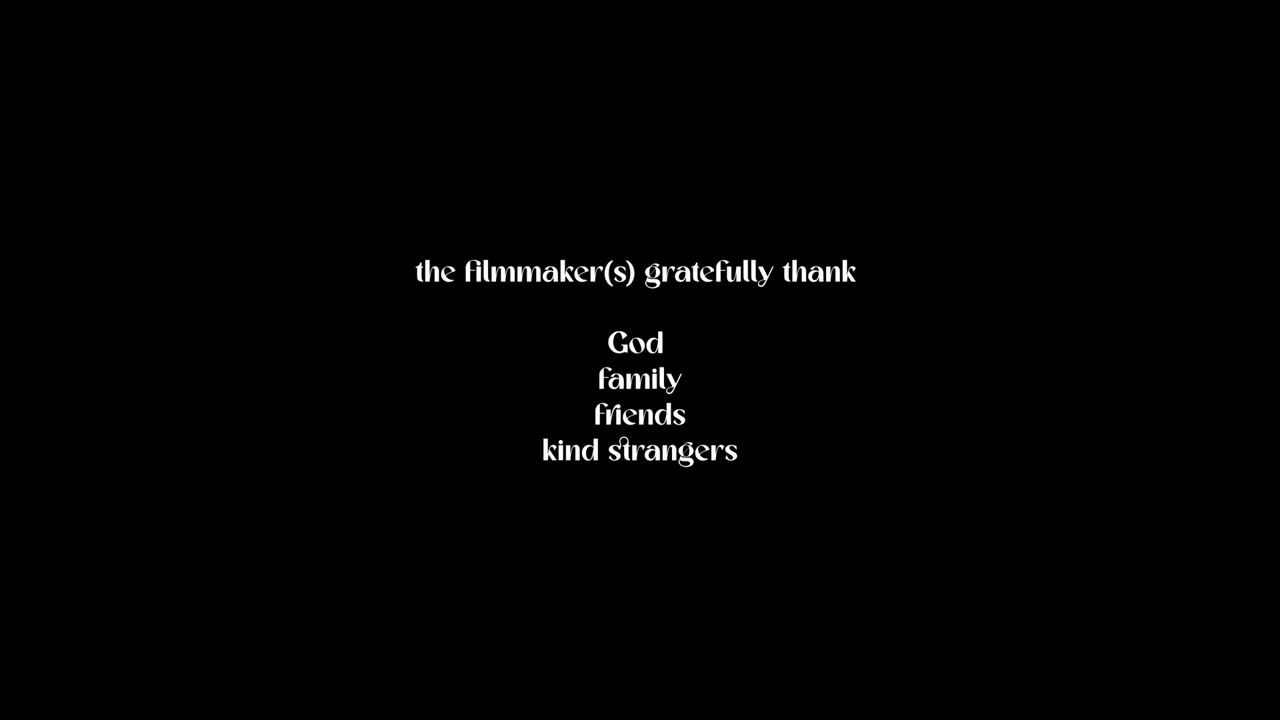 the filmmaker(s) gratefully thank
God
family
friends
kind strangers